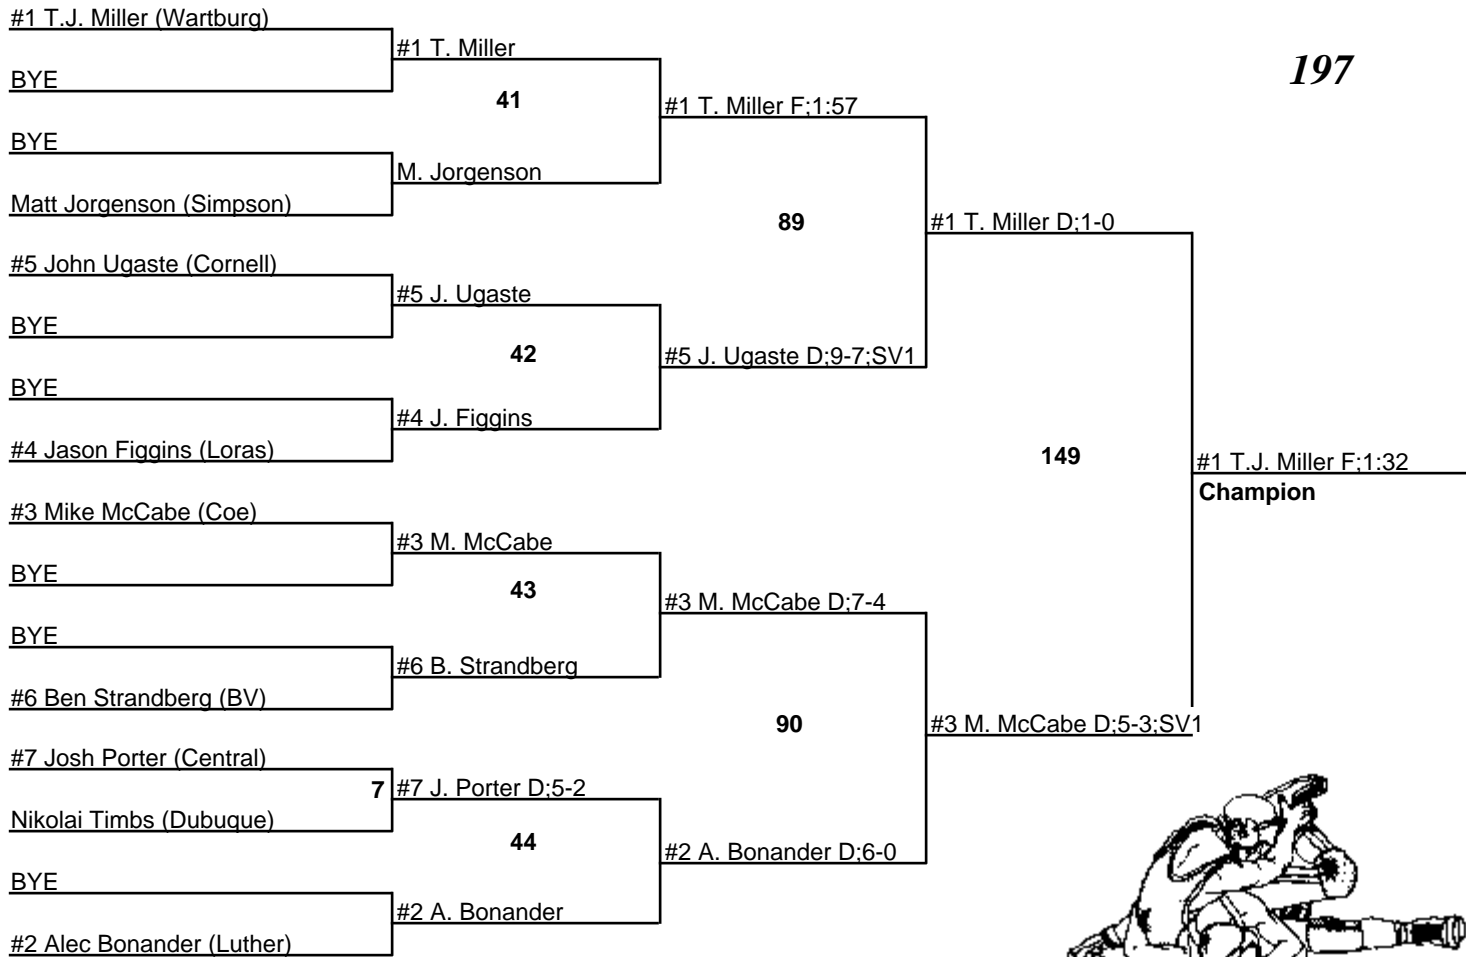 #1 T.J. Miller (Wartburg)
#1 T. Miller
197
BYE
41
#1 T. Miller F;1:57
BYE
M. Jorgenson
Matt Jorgenson (Simpson)
89
#1 T. Miller D;1-0
#5 John Ugaste (Cornell)
#5 J. Ugaste
BYE
42
#5 J. Ugaste D;9-7;SV1
BYE
#4 J. Figgins
#4 Jason Figgins (Loras)
149
#1 T.J. Miller F;1:32
Champion
#3 Mike McCabe (Coe)
#3 M. McCabe
BYE
43
#3 M. McCabe D;7-4
BYE
#6 B. Strandberg
#6 Ben Strandberg (BV)
90
#3 M. McCabe D;5-3;SV1
#7 Josh Porter (Central)
7
#7 J. Porter D;5-2
Nikolai Timbs (Dubuque)
44
#2 A. Bonander D;6-0
BYE
#2 A. Bonander
#2 Alec Bonander (Luther)